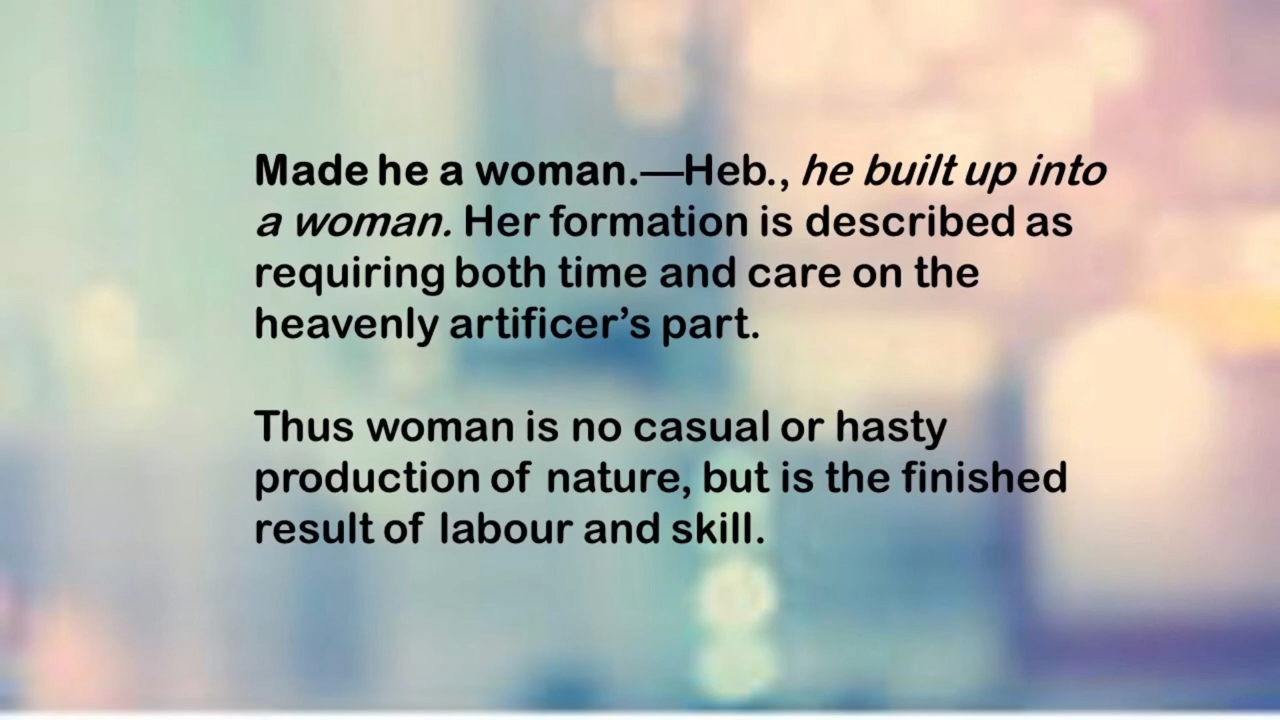 Made he a woman.—Heb., he built up into
a woman. Her formation is described as
requiring both time and care on the
heavenly artificer’s part.
Thus woman is no casual or hasty
production of nature, but is the finished
result of labour and skill.